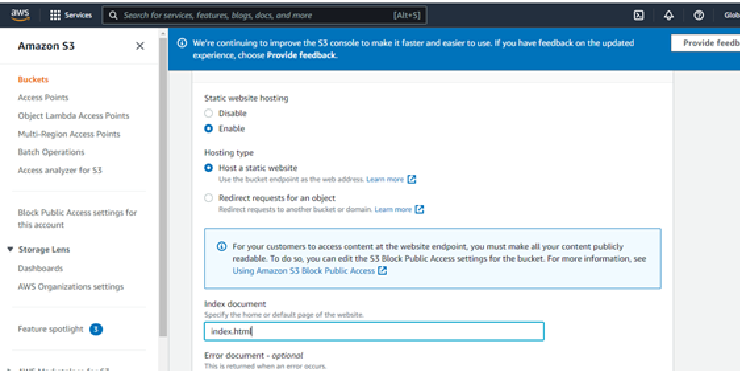 aws
Services
Search for services, features, blogs, docs, and more
[Alt+S]
Amazon S3
Buckets
Access Points
Object Lambda Access Points
Multi-Region Access Points
Batch Operations
Access analyzer for S3
Block Public Access settings for
this account
Storage Lens
Dashboards
AWS Organizations settings
Feature spotlight 3
We're continuing to improve the S3 console to make it faster and easier to use. If you have feedback on the updated
experience, choose Provide feedback.
Static website hosting
Disable
Enable
Hosting type
Host a static website
Use the bucket endpoint as the web address. Learn more
Redirect requests for an object
Redirect requests to another bucket or domain. Learn more
For your customers to access content at the website endpoint, you must make all your content publicly
readable. To do so, you can edit the S3 Block Public Access settings for the bucket. For more information, see
Using Amazon S3 Block Public Access
Index document
Specify the home or default page of the website.
index.html
Error document - optional
This is returned when an error occurs.